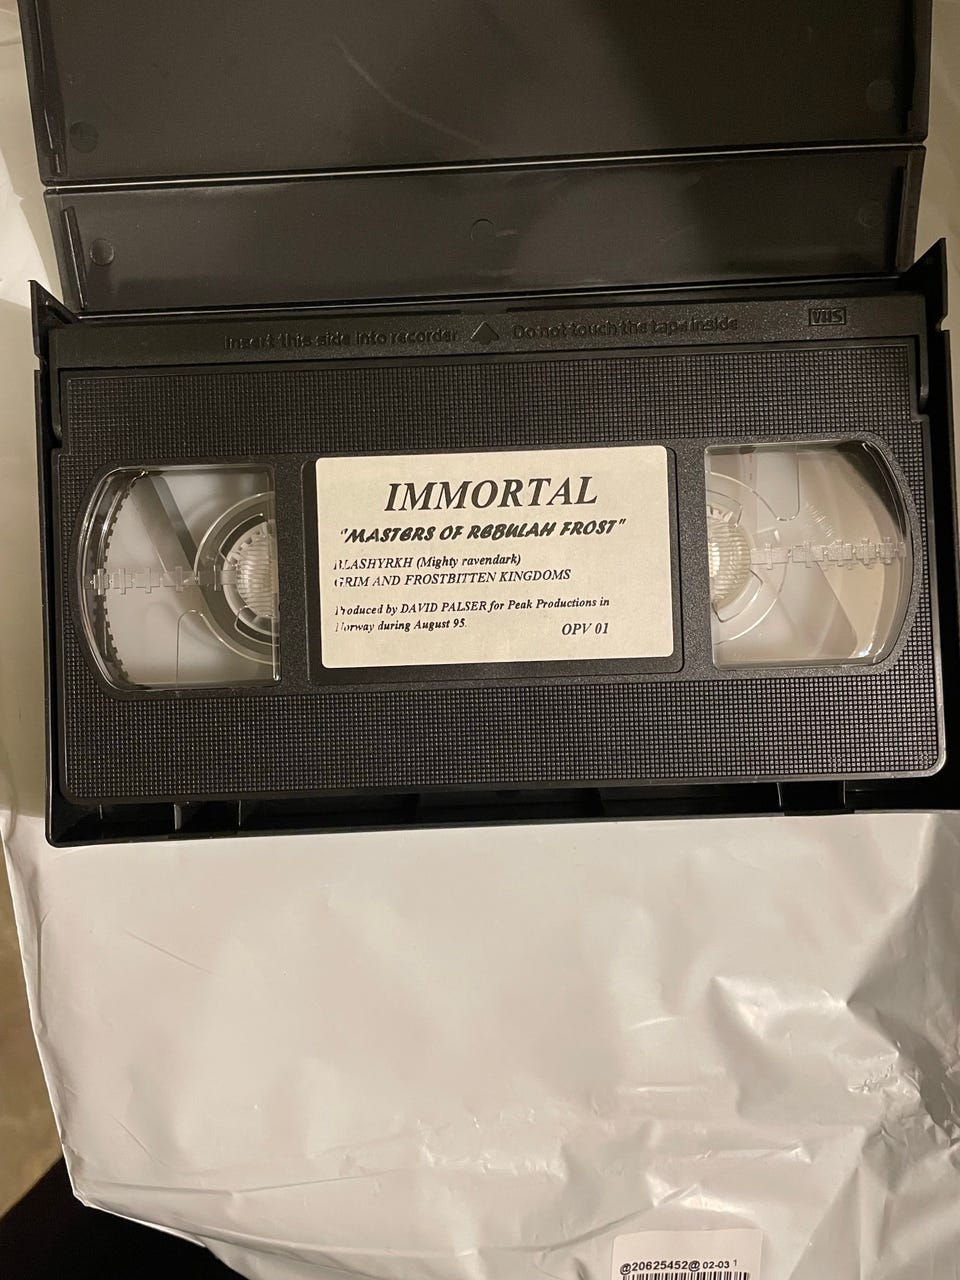 Insert this side into recorder Do not touch the tape inside VHS
IMMORTAL
"MASTERS OF REBULAH FROST"
BLASHYRKH (Mighty ravendark)
GRIM AND FROSTBITTEN KINGDOMS
Produced by DAVID PALSER for Peak Productions in
Norway during August 95.
OPV 01
@20625452@ 02-03 1